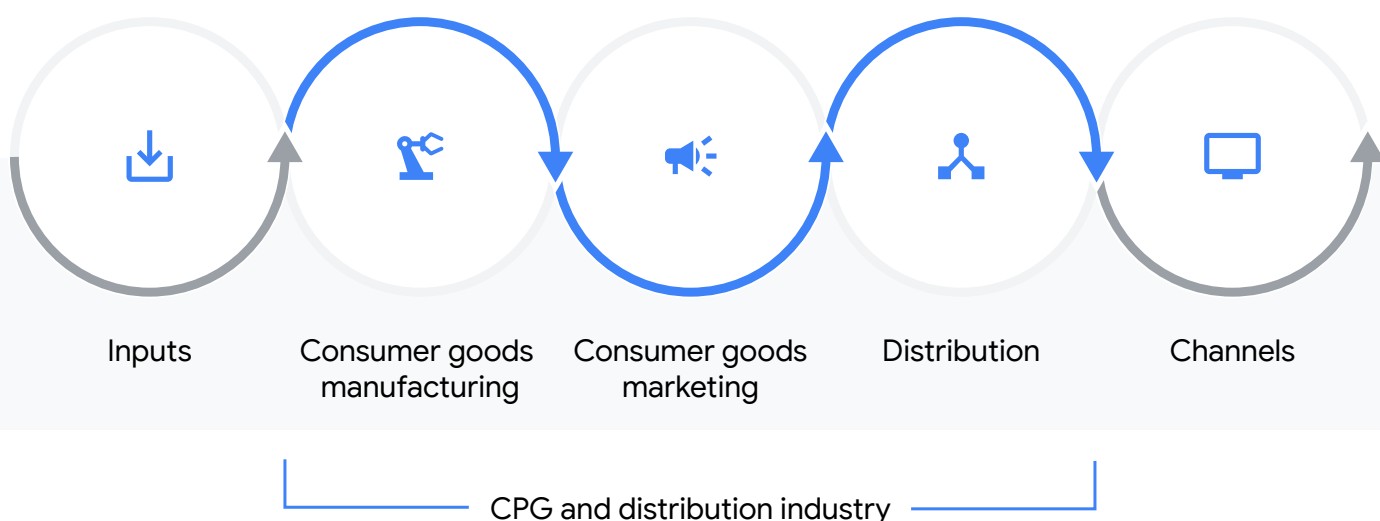 Inputs
Consumer goods
manufacturing
Consumer goods
marketing
Distribution
Channels
CPG and distribution industry